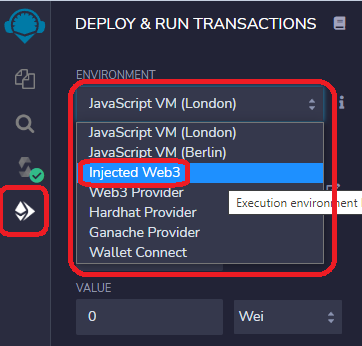 DEPLOY & RUN TRANSACTIONS
ENVIRONMENT
JavaScript VM (London)
JavaScript VM (London)
JavaScript VM (Berlin)
Injected Web3
Web3 Provider
Execution environment
Hardhat Provider
Ganache Provider
Wallet Connect
VALUE
0 Wei